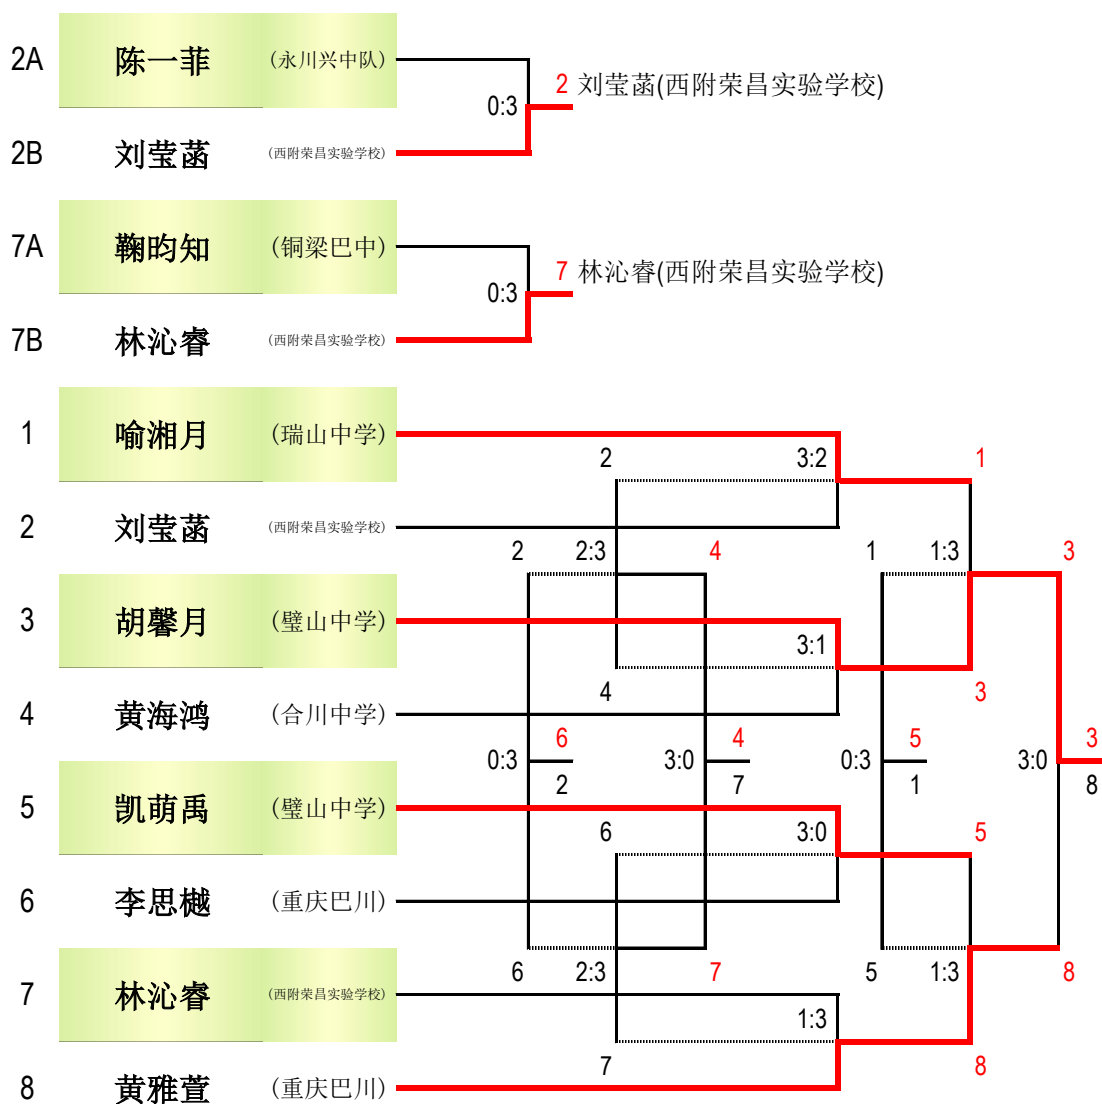 2A 陈一菲 (永川兴中队)
2 刘莹菡(西附荣昌实验学校)
0:3
2B 刘莹菡 (西附荣昌实验学校)
7A 鞠昀知 (铜梁巴中)
7 林沁睿(西附荣昌实验学校)
0:3
7B 林沁睿 (西附荣昌实验学校)
1 喻湘月 (瑞山中学)
2 3:2 1
2 刘莹菡 (西附荣昌实验学校)
2 2:3 4 1 1:3 3
3 胡馨月 (璧山中学)
3:1
4 3
4 黄海鸿 (合川中学)
6 4 5 3
0:3 3:0 0:3 3:0
2 7 1 8
5 凯萌禹 (璧山中学)
6 3:0 5
6 李思樾 (重庆巴川)
6 2:3 7 5 1:3 8
7 林沁睿 (西附荣昌实验学校)
1:3
7 8
8 黄雅萱 (重庆巴川)